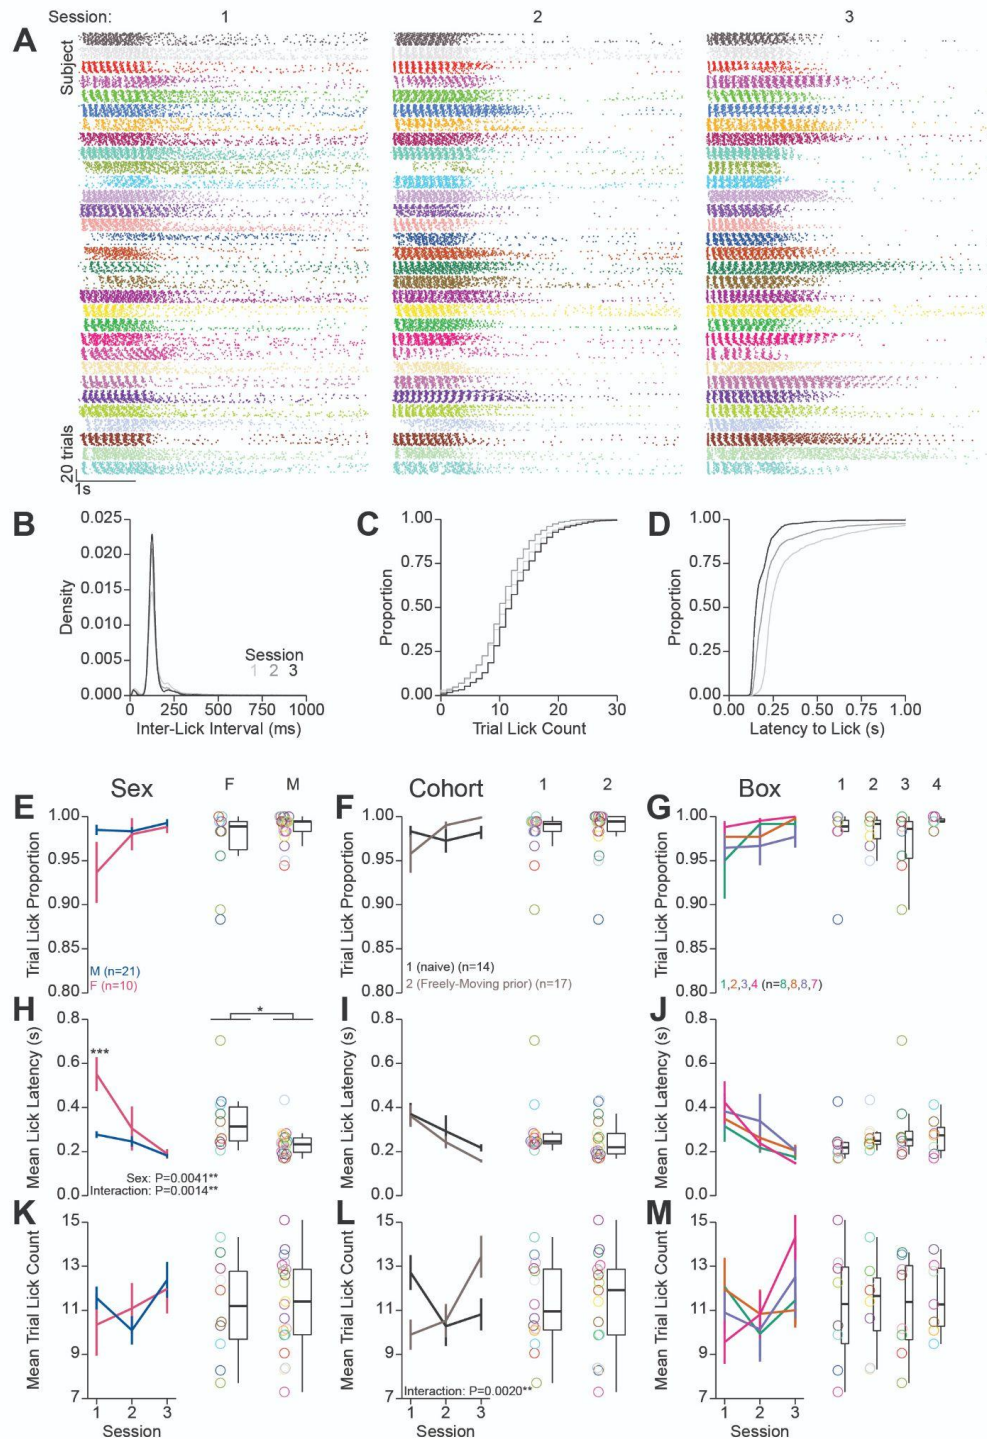 Session: 1 2 3
A
Subject
20 trials
1s
B
C
D
0.025
0.020
0.015
0.010
0.005
0.000
Density
Session
1 2 3
0 250 500 750 1000
Inter-Lick Interval (ms)
1.00
0.75
0.50
0.25
0.00
Proportion
0 10 20 30
Trial Lick Count
1.00
0.75
0.50
0.25
0.00
Proportion
0.00 0.25 0.50 0.75 1.00
Latency to Lick (s)
E Sex F M
1.00
0.95
0.90
0.85
0.80
Trial Lick Proportion
M (n=21)
F (n=10)
F Cohort 1 2
Trial Lick Proportion
1 (naive) (n=14)
2 (Freely-Moving prior) (n=17)
G Box 1 2 3 4
Trial Lick Proportion
1,2,3,4 (n=8,8,8,7)
H
0.8
0.6
0.4
0.2
0.0
Mean Lick Latency (s)
***
*
Sex: P=0.0041**
Interaction: P=0.0014**
I
Mean Lick Latency (s)
J
Mean Lick Latency (s)
K
15
13
11
9
7
Mean Trial Lick Count
1 2 3
Session
L
Mean Trial Lick Count
Interaction: P=0.0020**
1 2 3
Session
M
Mean Trial Lick Count
1 2 3
Session